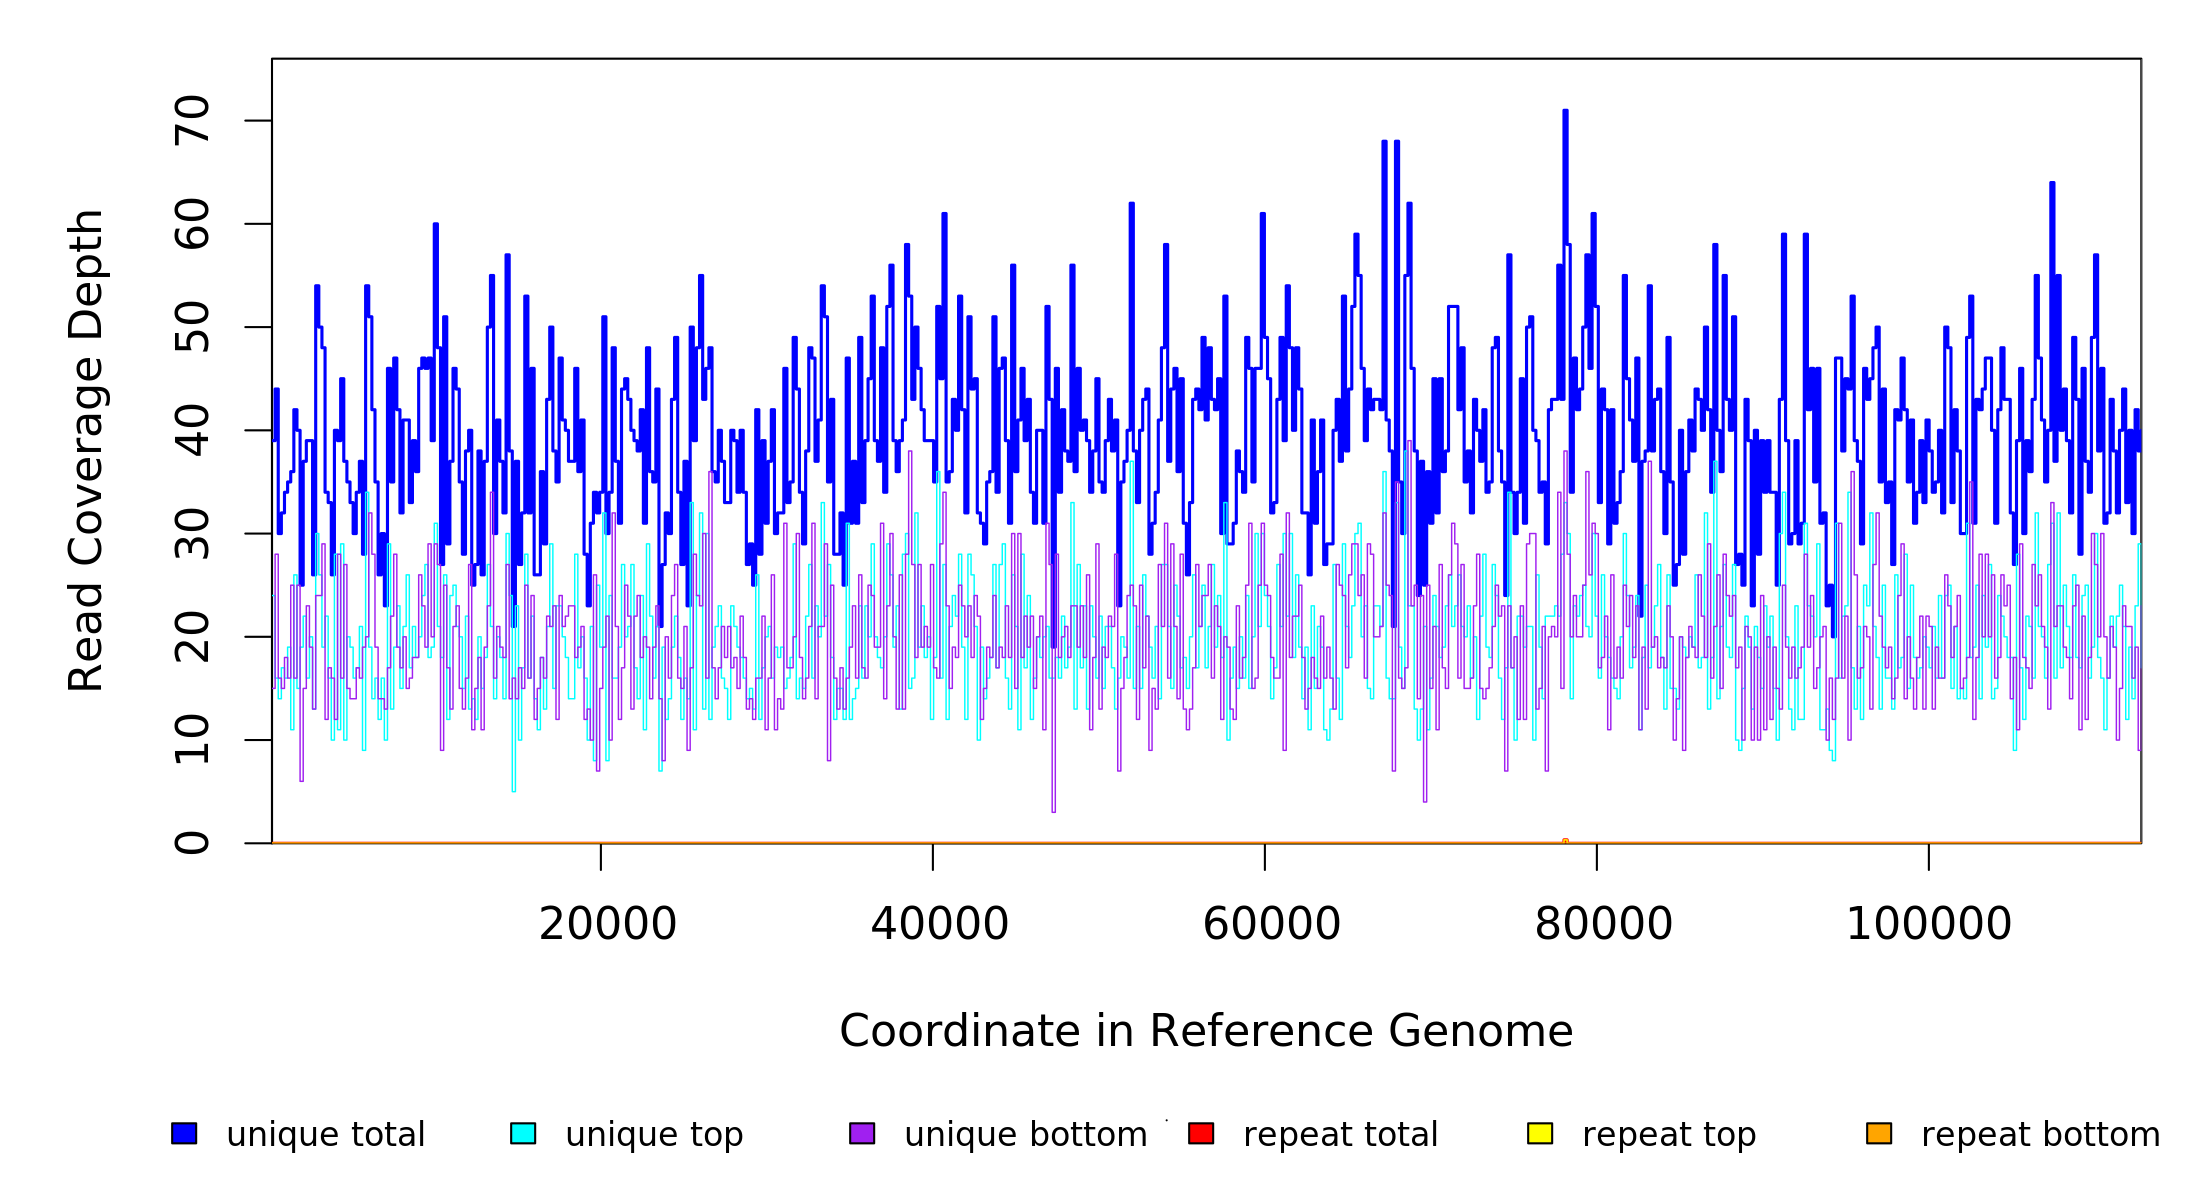 Read Coverage Depth
70
60
50
40
30
20
10
0
20000 40000 60000 80000 100000
Coordinate in Reference Genome
unique total unique top unique bottom repeat total repeat top repeat bottom